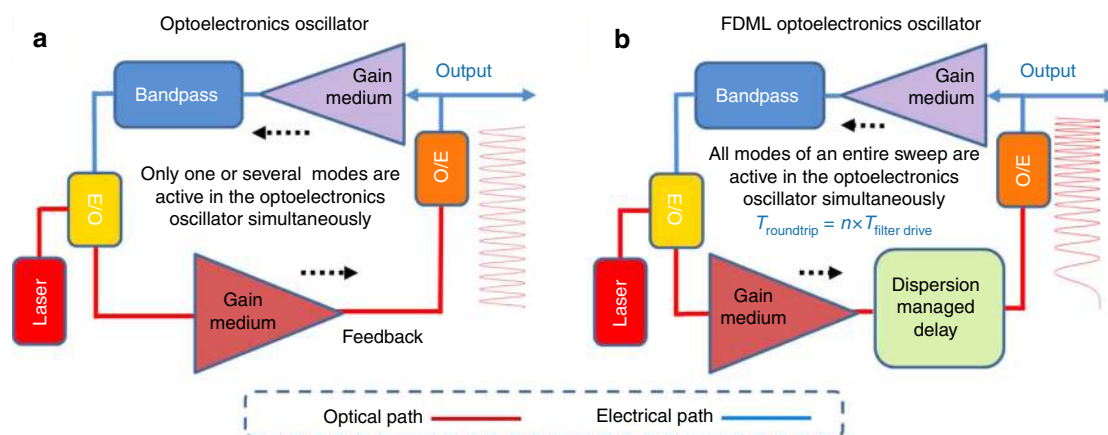 a
Optoelectronics oscillator
Bandpass
Gain
medium
Output
E/O
O/E
Only one or several modes are
active in the optoelectronics
oscillator simultaneously
Laser
Gain
medium
Feedback
b
FDML optoelectronics oscillator
Bandpass
Gain
medium
Output
E/O
O/E
All modes of an entire sweep are
active in the optoelectronics
oscillator simultaneously
T roundtrip = n×T filter drive
Laser
Gain
medium
Dispersion
managed
delay
Optical path
Electrical path